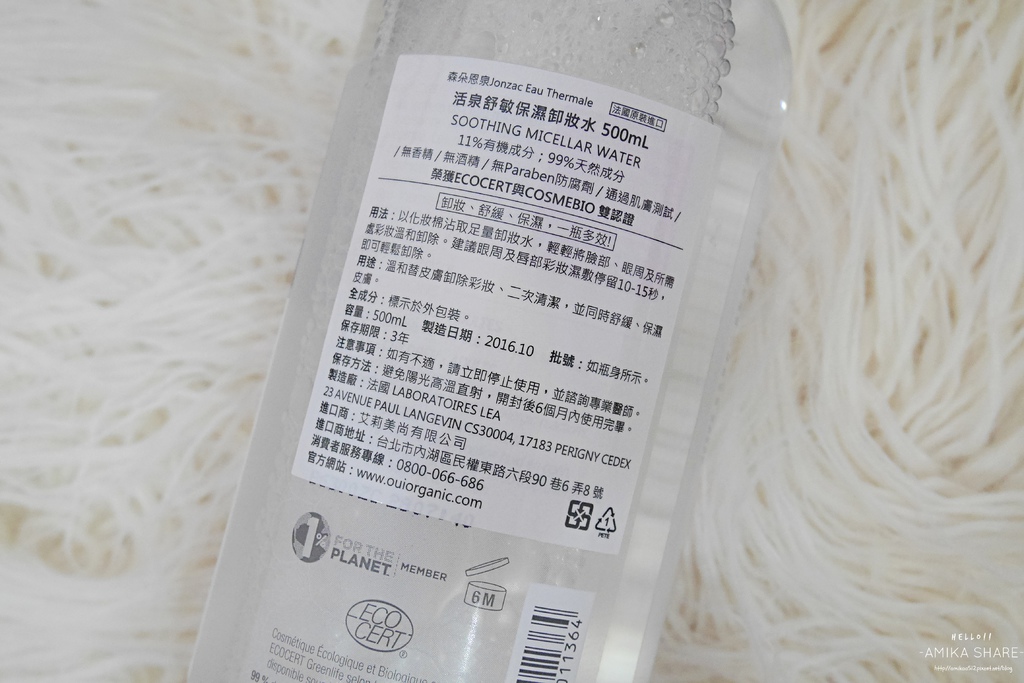 森朵恩泉Jonzac Eau Thermale
法國原裝進口
活泉舒敏保濕卸妝水 500mL
SOOTHING MICELLAR WATER
11%有機成分；99%天然成分
/ 無香精 / 無酒精 / 無Paraben防腐劑 / 通過肌膚測試 /
榮獲ECOCERT與COSMEBIO 雙認證
卸妝、舒緩、保濕，一瓶多效!
用法：以化妝棉沾取足量卸妝水，輕輕將臉部、眼周及所需
處彩妝溫和卸除。建議眼周及唇部彩妝濕敷停留10-15秒，
即可輕鬆卸除。
用途：溫和替皮膚卸除彩妝、二次清潔，並同時舒緩、保濕
皮膚。
全成分：標示於外包裝。
容量：500mL 製造日期：2016.10 批號：如瓶身所示。
保存期限：3年
注意事項：如有不適，請立即停止使用，並諮詢專業醫師。
保存方法：避免陽光高溫直射，開封後6個月內使用完畢。
製造廠：法國 LABORATOIRES LEA
23 AVENUE PAUL LANGEVIN CS30004, 17183 PERIGNY CEDEX
進口商：艾莉美尚有限公司
進口商地址：台北市內湖區民權東路六段90 巷6 弄8 號
消費者服務專線：0800-066-686
官方網站：www.ouiorganic.com
PETE
1% FOR THE
PLANET
MEMBER
6M
ECO
CERT
Cosmétique Écologique et Biologique
ECOCERT Greenlife selon
disponible
99 %
011364
HELLO!!
-AMIKA SHARE-